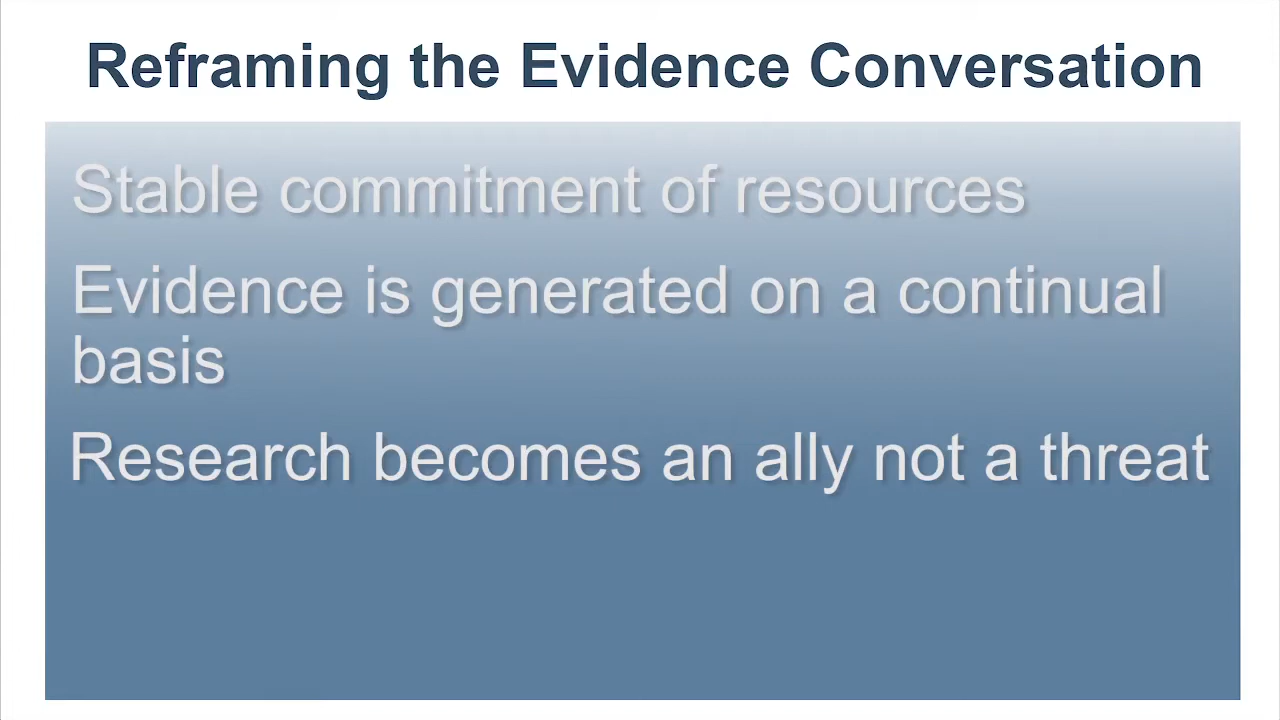 Reframing the Evidence Conversation
Stable commitment of resources
Evidence is generated on a continual
basis
Research becomes an ally not a threat